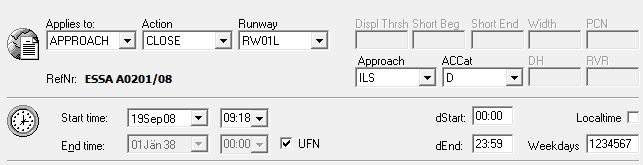 Applies to: Action Runway Displ Thrsh Short Beg Short End Width PCN
APPROACH CLOSE RW01L
Approach ACCat DH RVR
RefNr: ESSA A0201/08 ILS D
Start time: 19Sep08 09:18 dStart: 00:00 Localtime
End time: 01Jän38 00:00 UFN dEnd: 23:59 Weekdays 1234567